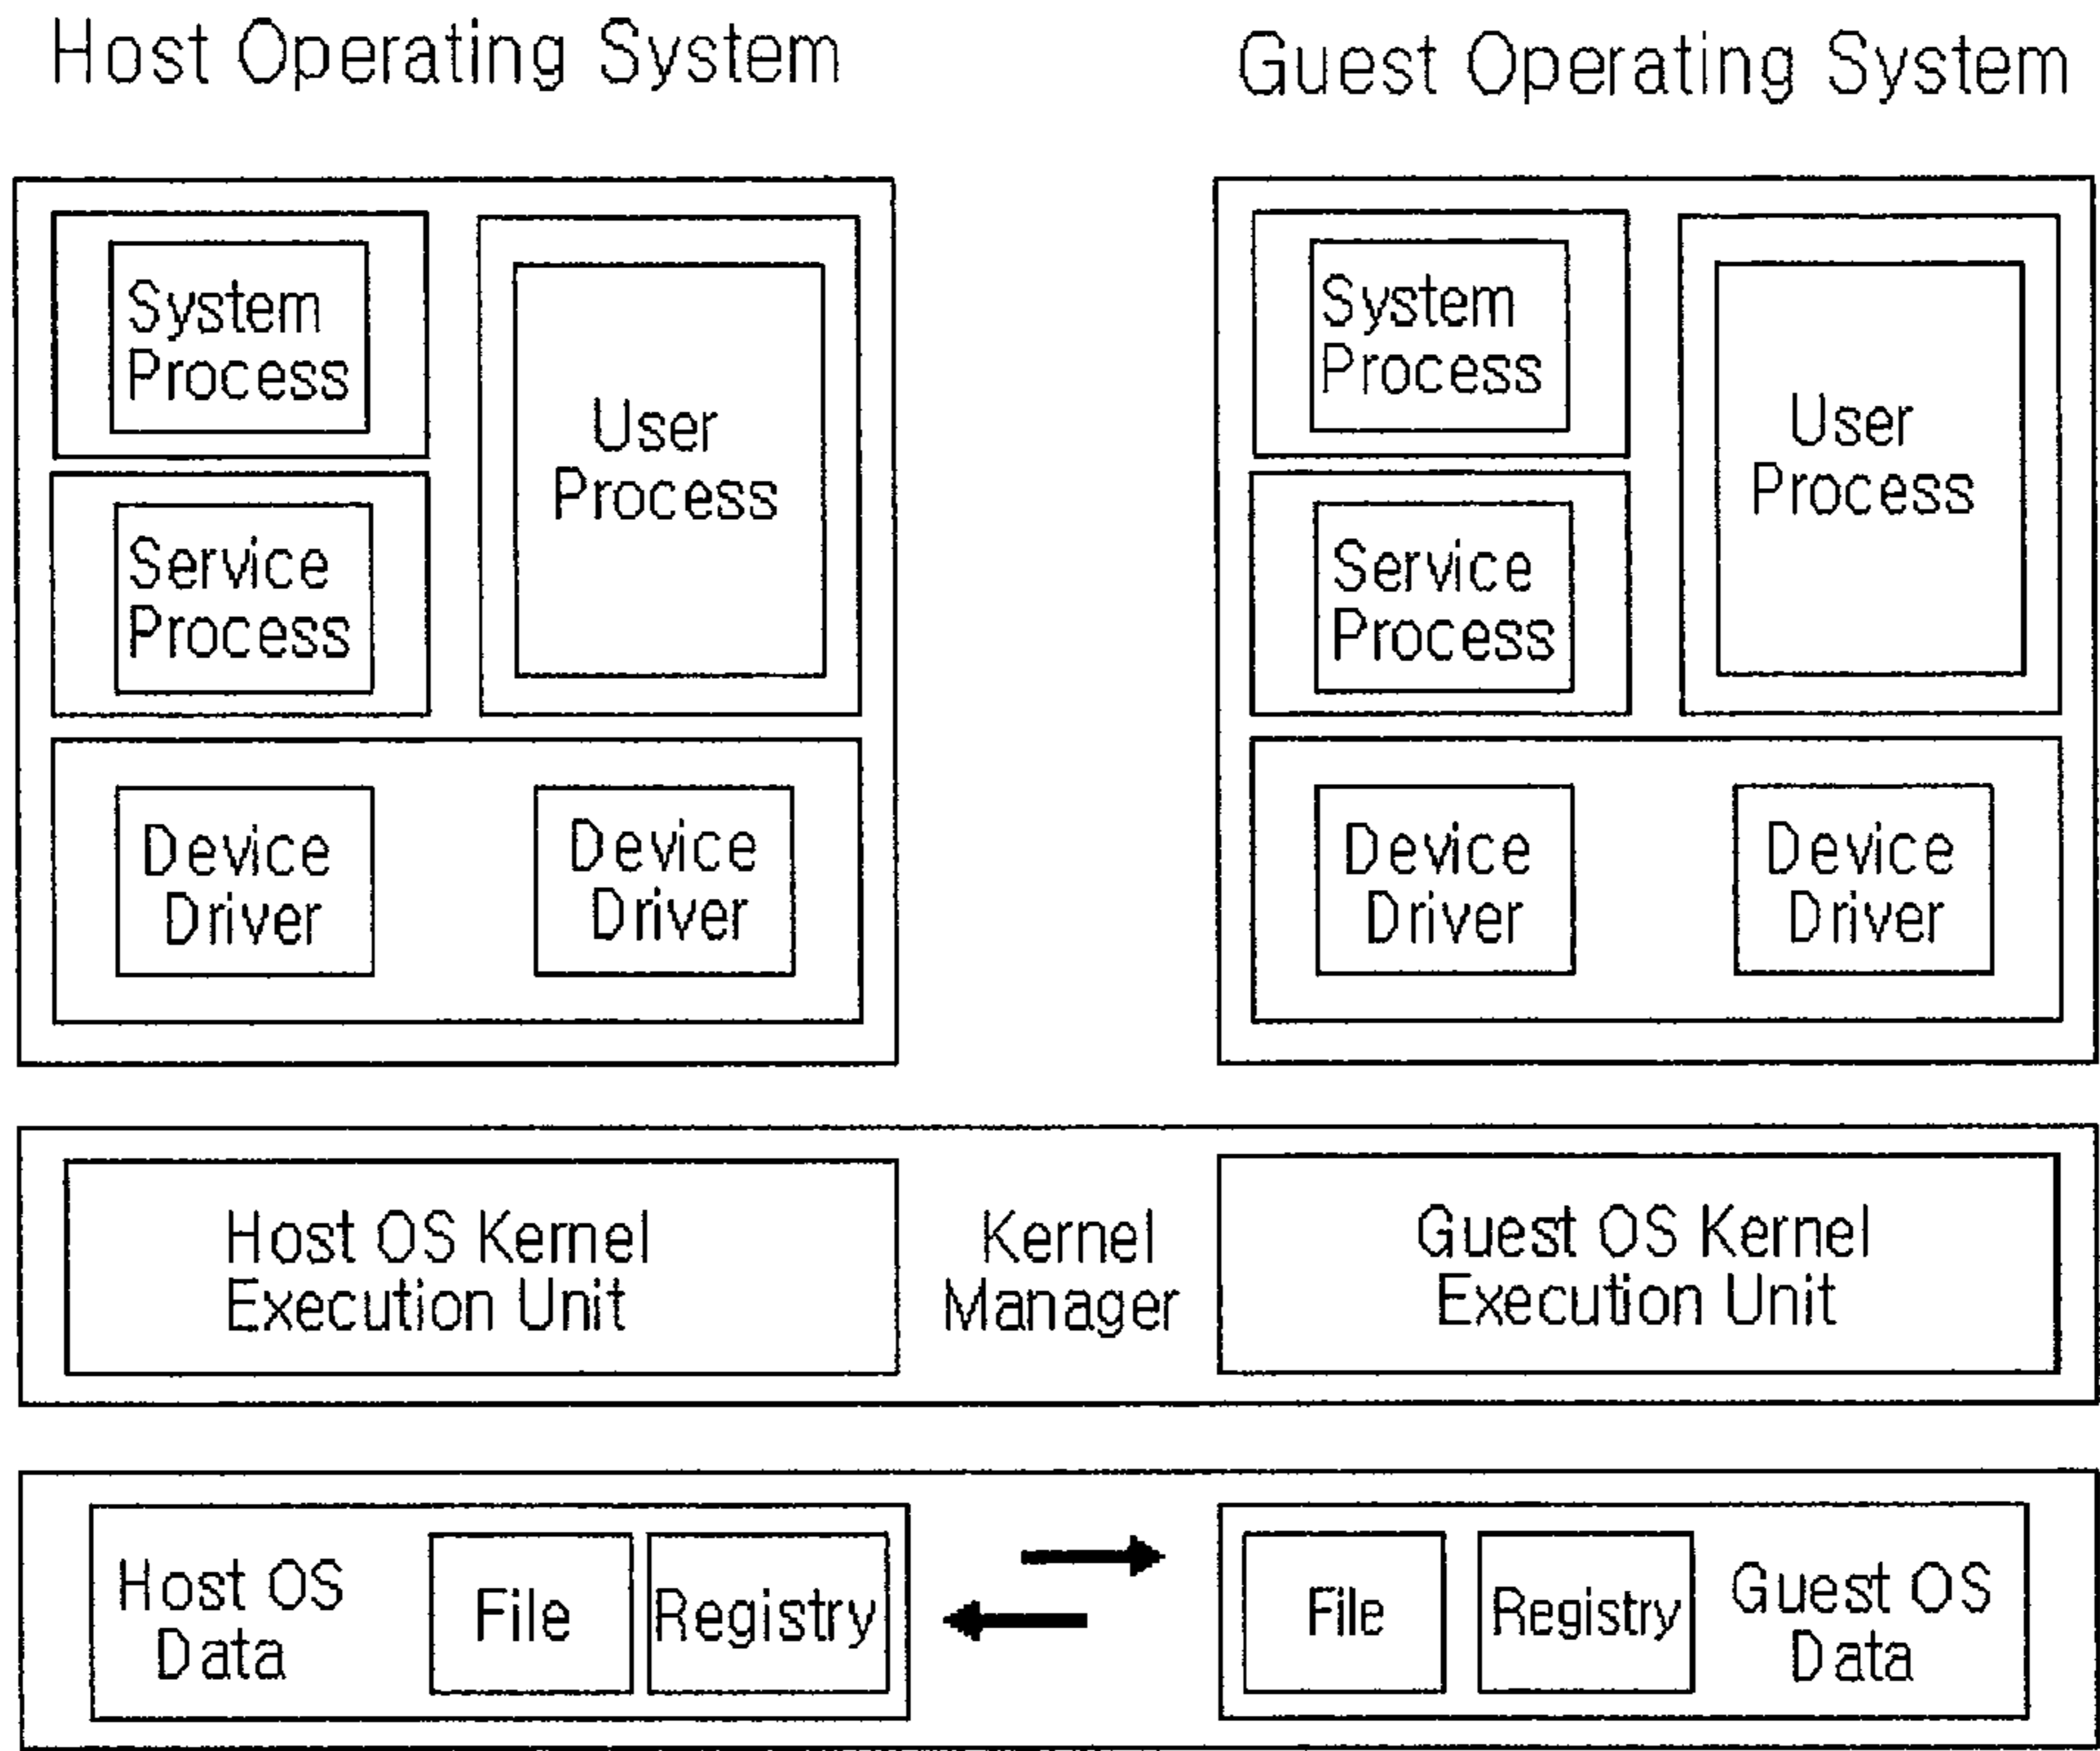 Host Operating System
Guest Operating System
System
Process
User
Process
Service
Process
Device
Driver
Device
Driver
System
Process
User
Process
Service
Process
Device
Driver
Device
Driver
Host OS Kernel
Execution Unit
Kernel
Manager
Guest OS Kernel
Execution Unit
Host OS
Data
File
Registry
File
Registry
Guest OS
Data